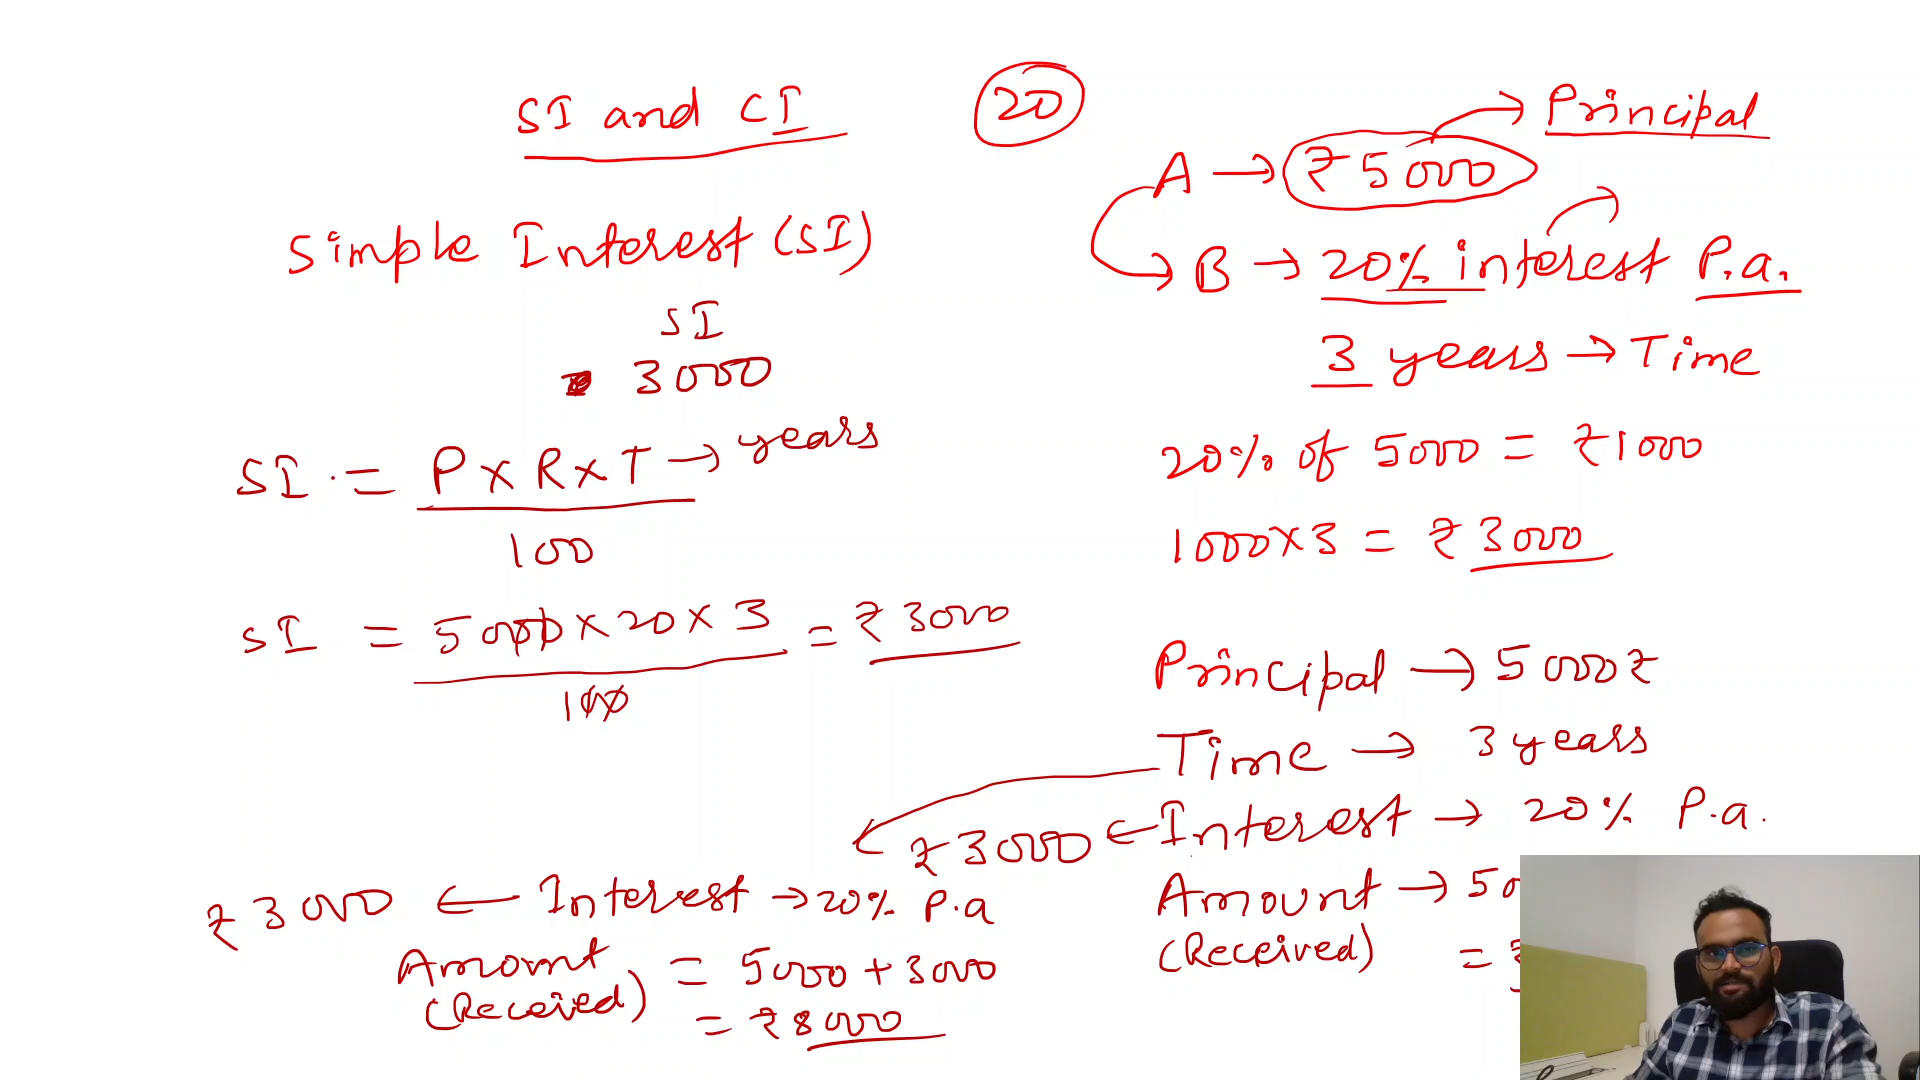 SI and CI
20
Simple Interest (SI)
SI
3000
SI = P x R x T → years
100
SI = 5000 x 20 x 3 = ₹3000
100
₹3000 ← Interest → 20% P.a
Amount = 5000 + 3000
(Received) = ₹8000
Principal
A → ₹5000
B → 20% interest P.a.
3 years → Time
20% of 5000 = ₹1000
1000 x 3 = ₹3000
Principal → 5000₹
Time → 3 years
₹3000 ← Interest → 20% P.a.
Amount → 50
(Received) =